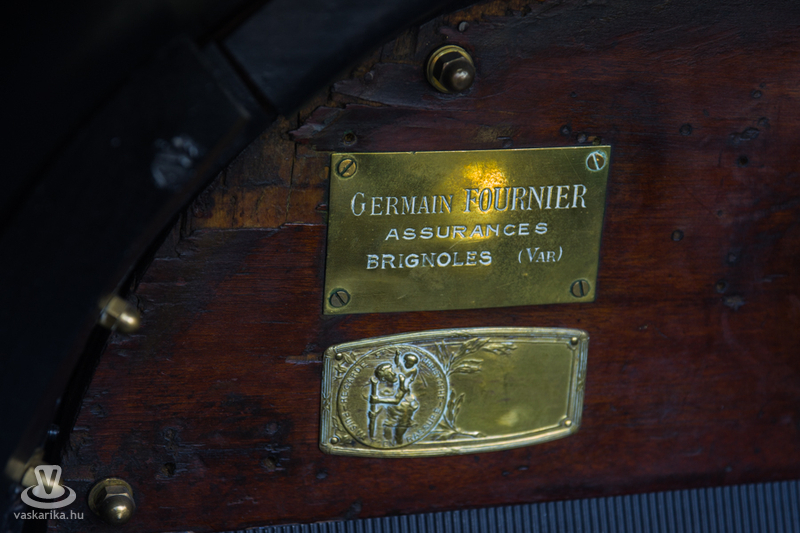 GERMAIN FOURNIER
ASSURANCES
BRIGNOLES (VAR)
vaskarika.hu